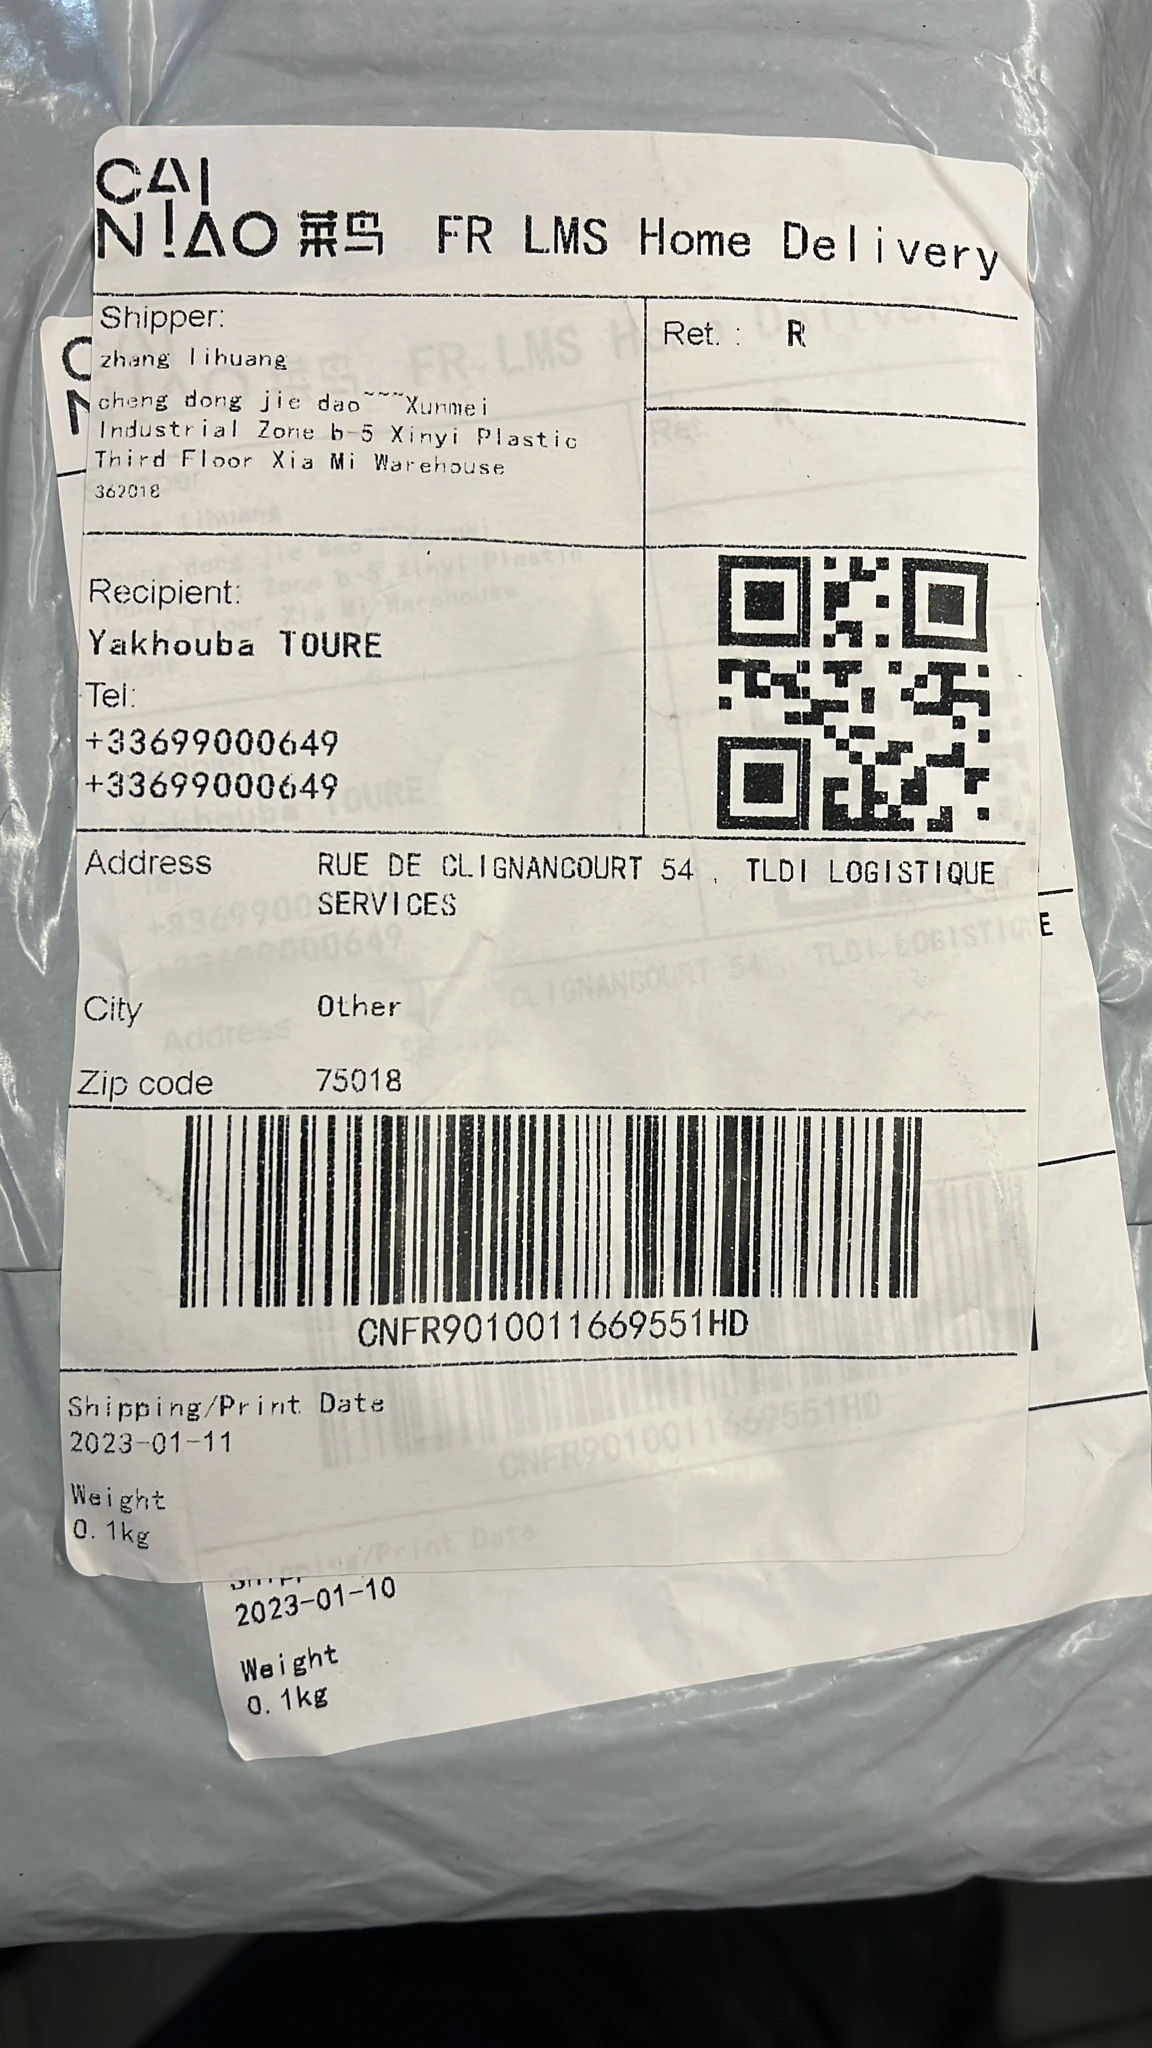 CAI
NIAO 菜鸟 FR LMS Home Delivery
Shipper:
zhang lihuang
cheng dong jie dao~~~Xunmei
Industrial Zone b-5 Xinyi Plastic
Third Floor Xia Mi Warehouse
362018
Ret. : R
Recipient:
Yakhouba TOURE
Tel:
+33699000649
+33699000649
Address RUE DE CLIGNANCOURT 54 , TLDI LOGISTIQUE
SERVICES
City Other
Zip code 75018
CNFR9010011669551HD
Shipping/Print Date
2023-01-11
Weight
0.1kg
2023-01-10
Weight
0.1kg